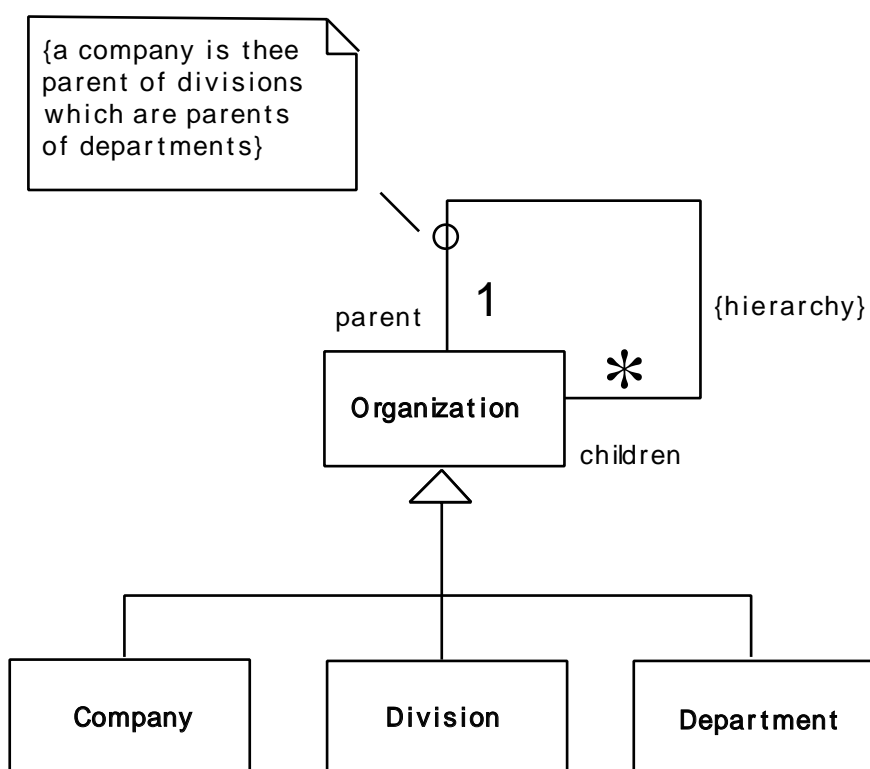 {a company is thee
parent of divisions
which are parents
of departments}
1
parent
{hierarchy}
*
Organization
children
Company
Division
Department